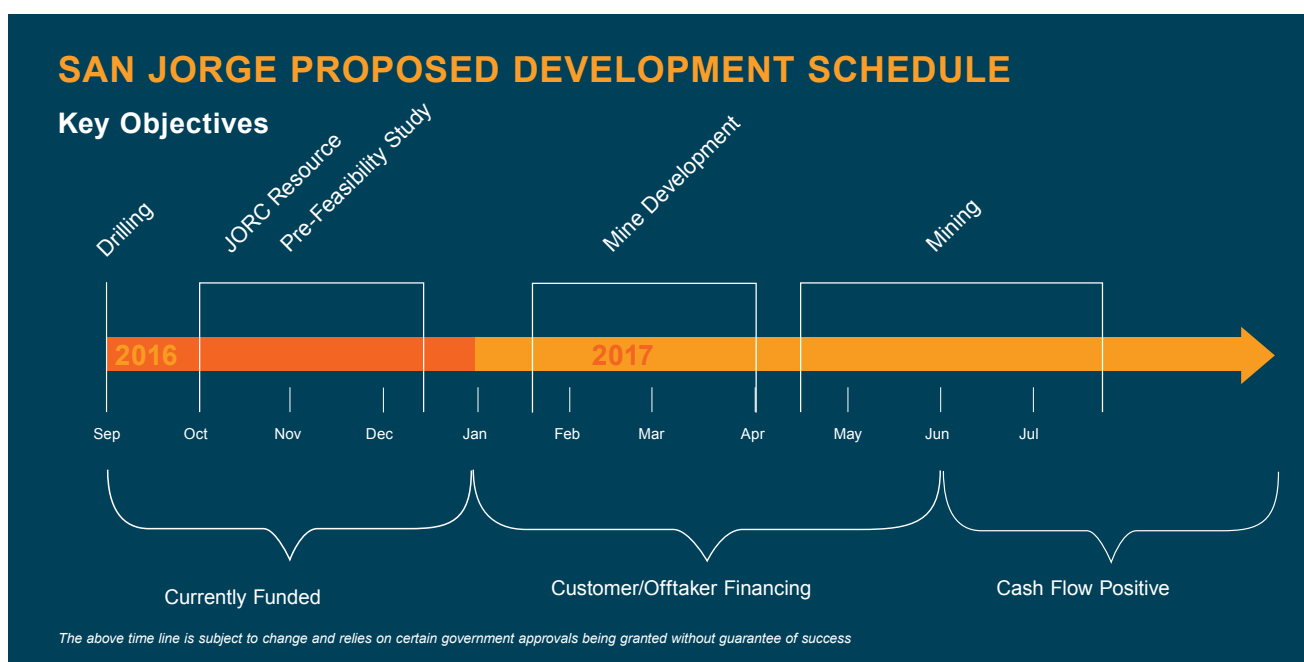 SAN JORGE PROPOSED DEVELOPMENT SCHEDULE
Key Objectives
Drilling
JORC Resource
Pre-Feasibility Study
Mine Development
Mining
2016
2017
Sep
Oct
Nov
Dec
Jan
Feb
Mar
Apr
May
Jun
Jul
Currently Funded
Customer/Offtaker Financing
Cash Flow Positive
The above time line is subject to change and relies on certain government approvals being granted without guarantee of success